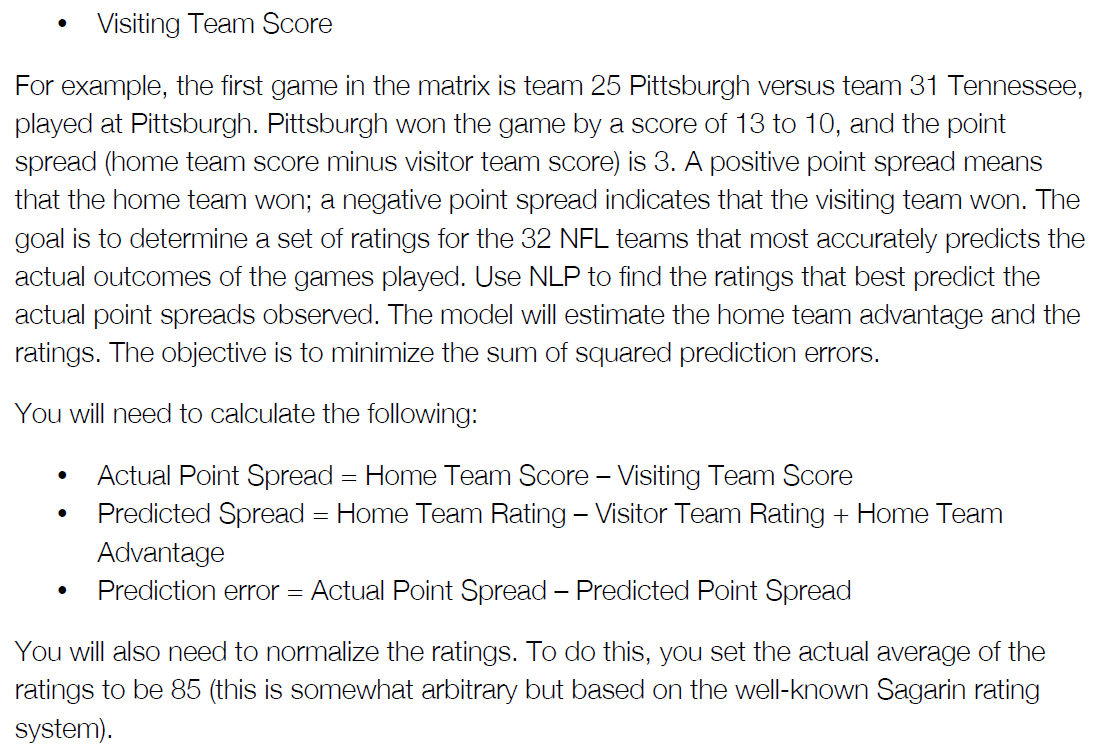 • Visiting Team Score
For example, the first game in the matrix is team 25 Pittsburgh versus team 31 Tennessee,
played at Pittsburgh. Pittsburgh won the game by a score of 13 to 10, and the point
spread (home team score minus visitor team score) is 3. A positive point spread means
that the home team won; a negative point spread indicates that the visiting team won. The
goal is to determine a set of ratings for the 32 NFL teams that most accurately predicts the
actual outcomes of the games played. Use NLP to find the ratings that best predict the
actual point spreads observed. The model will estimate the home team advantage and the
ratings. The objective is to minimize the sum of squared prediction errors.
You will need to calculate the following:
• Actual Point Spread = Home Team Score – Visiting Team Score
• Predicted Spread = Home Team Rating – Visitor Team Rating + Home Team
Advantage
• Prediction error = Actual Point Spread – Predicted Point Spread
You will also need to normalize the ratings. To do this, you set the actual average of the
ratings to be 85 (this is somewhat arbitrary but based on the well-known Sagarin rating
system).